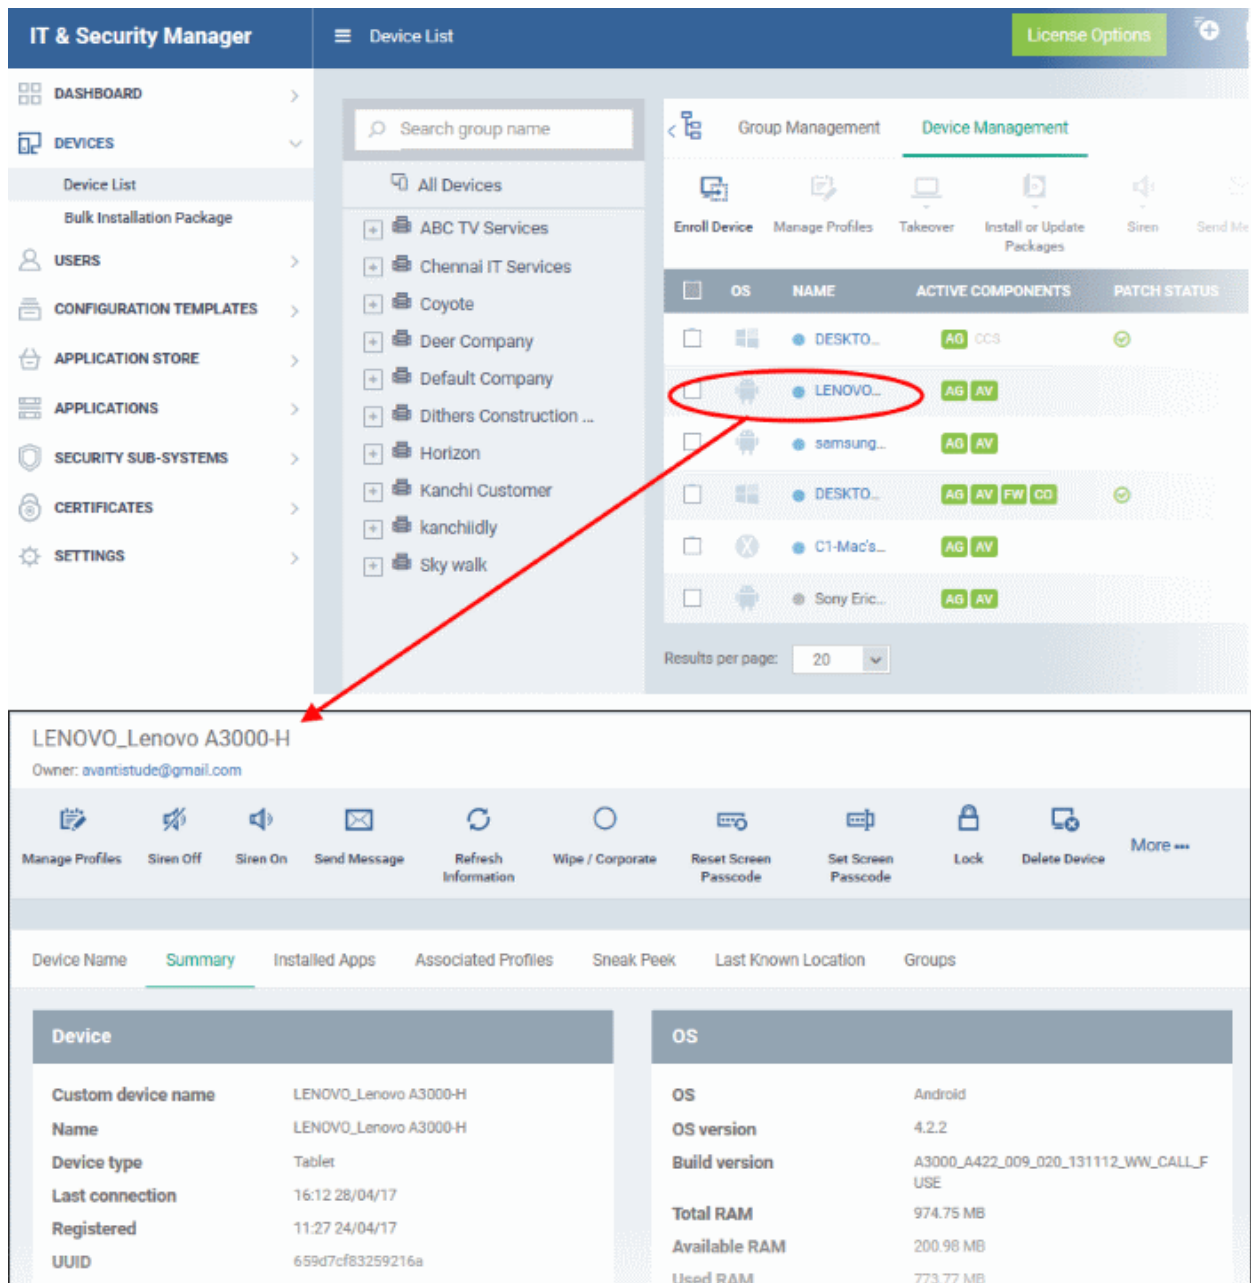 IT & Security Manager
Device List
License Options
DASHBOARD
DEVICES
Device List
Bulk Installation Package
USERS
CONFIGURATION TEMPLATES
APPLICATION STORE
APPLICATIONS
SECURITY SUB-SYSTEMS
CERTIFICATES
SETTINGS
Search group name
All Devices
ABC TV Services
Chennai IT Services
Coyote
Deer Company
Default Company
Dithers Construction ...
Horizon
Kanchi Customer
kanchiidly
Sky walk
Group Management Device Management
Enroll Device Manage Profiles Takeover Install or Update Packages Siren Send Me
OS NAME ACTIVE COMPONENTS PATCH STATUS
DESKTO... AG CCS
LENOVO... AG AV
samsung... AG AV
DESKTO... AG AV FW CO
C1-Mac's... AG AV
Sony Eric... AG AV
Results per page: 20
LENOVO_Lenovo A3000-H
Owner: avantistude@gmail.com
Manage Profiles Siren Off Siren On Send Message Refresh Information Wipe / Corporate Reset Screen Passcode Set Screen Passcode Lock Delete Device More ...
Device Name Summary Installed Apps Associated Profiles Sneak Peek Last Known Location Groups
Device
Custom device name LENOVO_Lenovo A3000-H
Name LENOVO_Lenovo A3000-H
Device type Tablet
Last connection 16:12 28/04/17
Registered 11:27 24/04/17
UUID 659d7cf83259216a
OS
OS Android
OS version 4.2.2
Build version A3000_A422_009_020_131112_WW_CALL_F
USE
Total RAM 974.75 MB
Available RAM 200.98 MB
Used RAM 773.77 MB